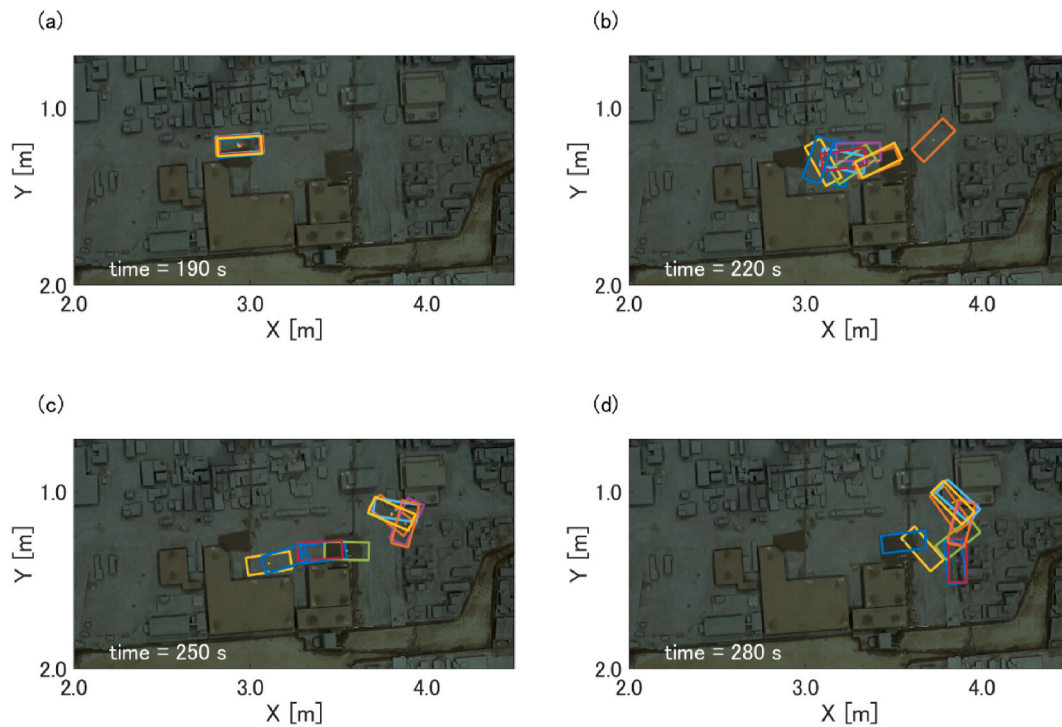 (a)
(b)
1.0
Y [m]
2.0
time = 190 s
2.0 3.0 4.0
X [m]
1.0
Y [m]
2.0
time = 220 s
2.0 3.0 4.0
X [m]
(c)
(d)
1.0
Y [m]
2.0
time = 250 s
2.0 3.0 4.0
X [m]
1.0
Y [m]
2.0
time = 280 s
2.0 3.0 4.0
X [m]